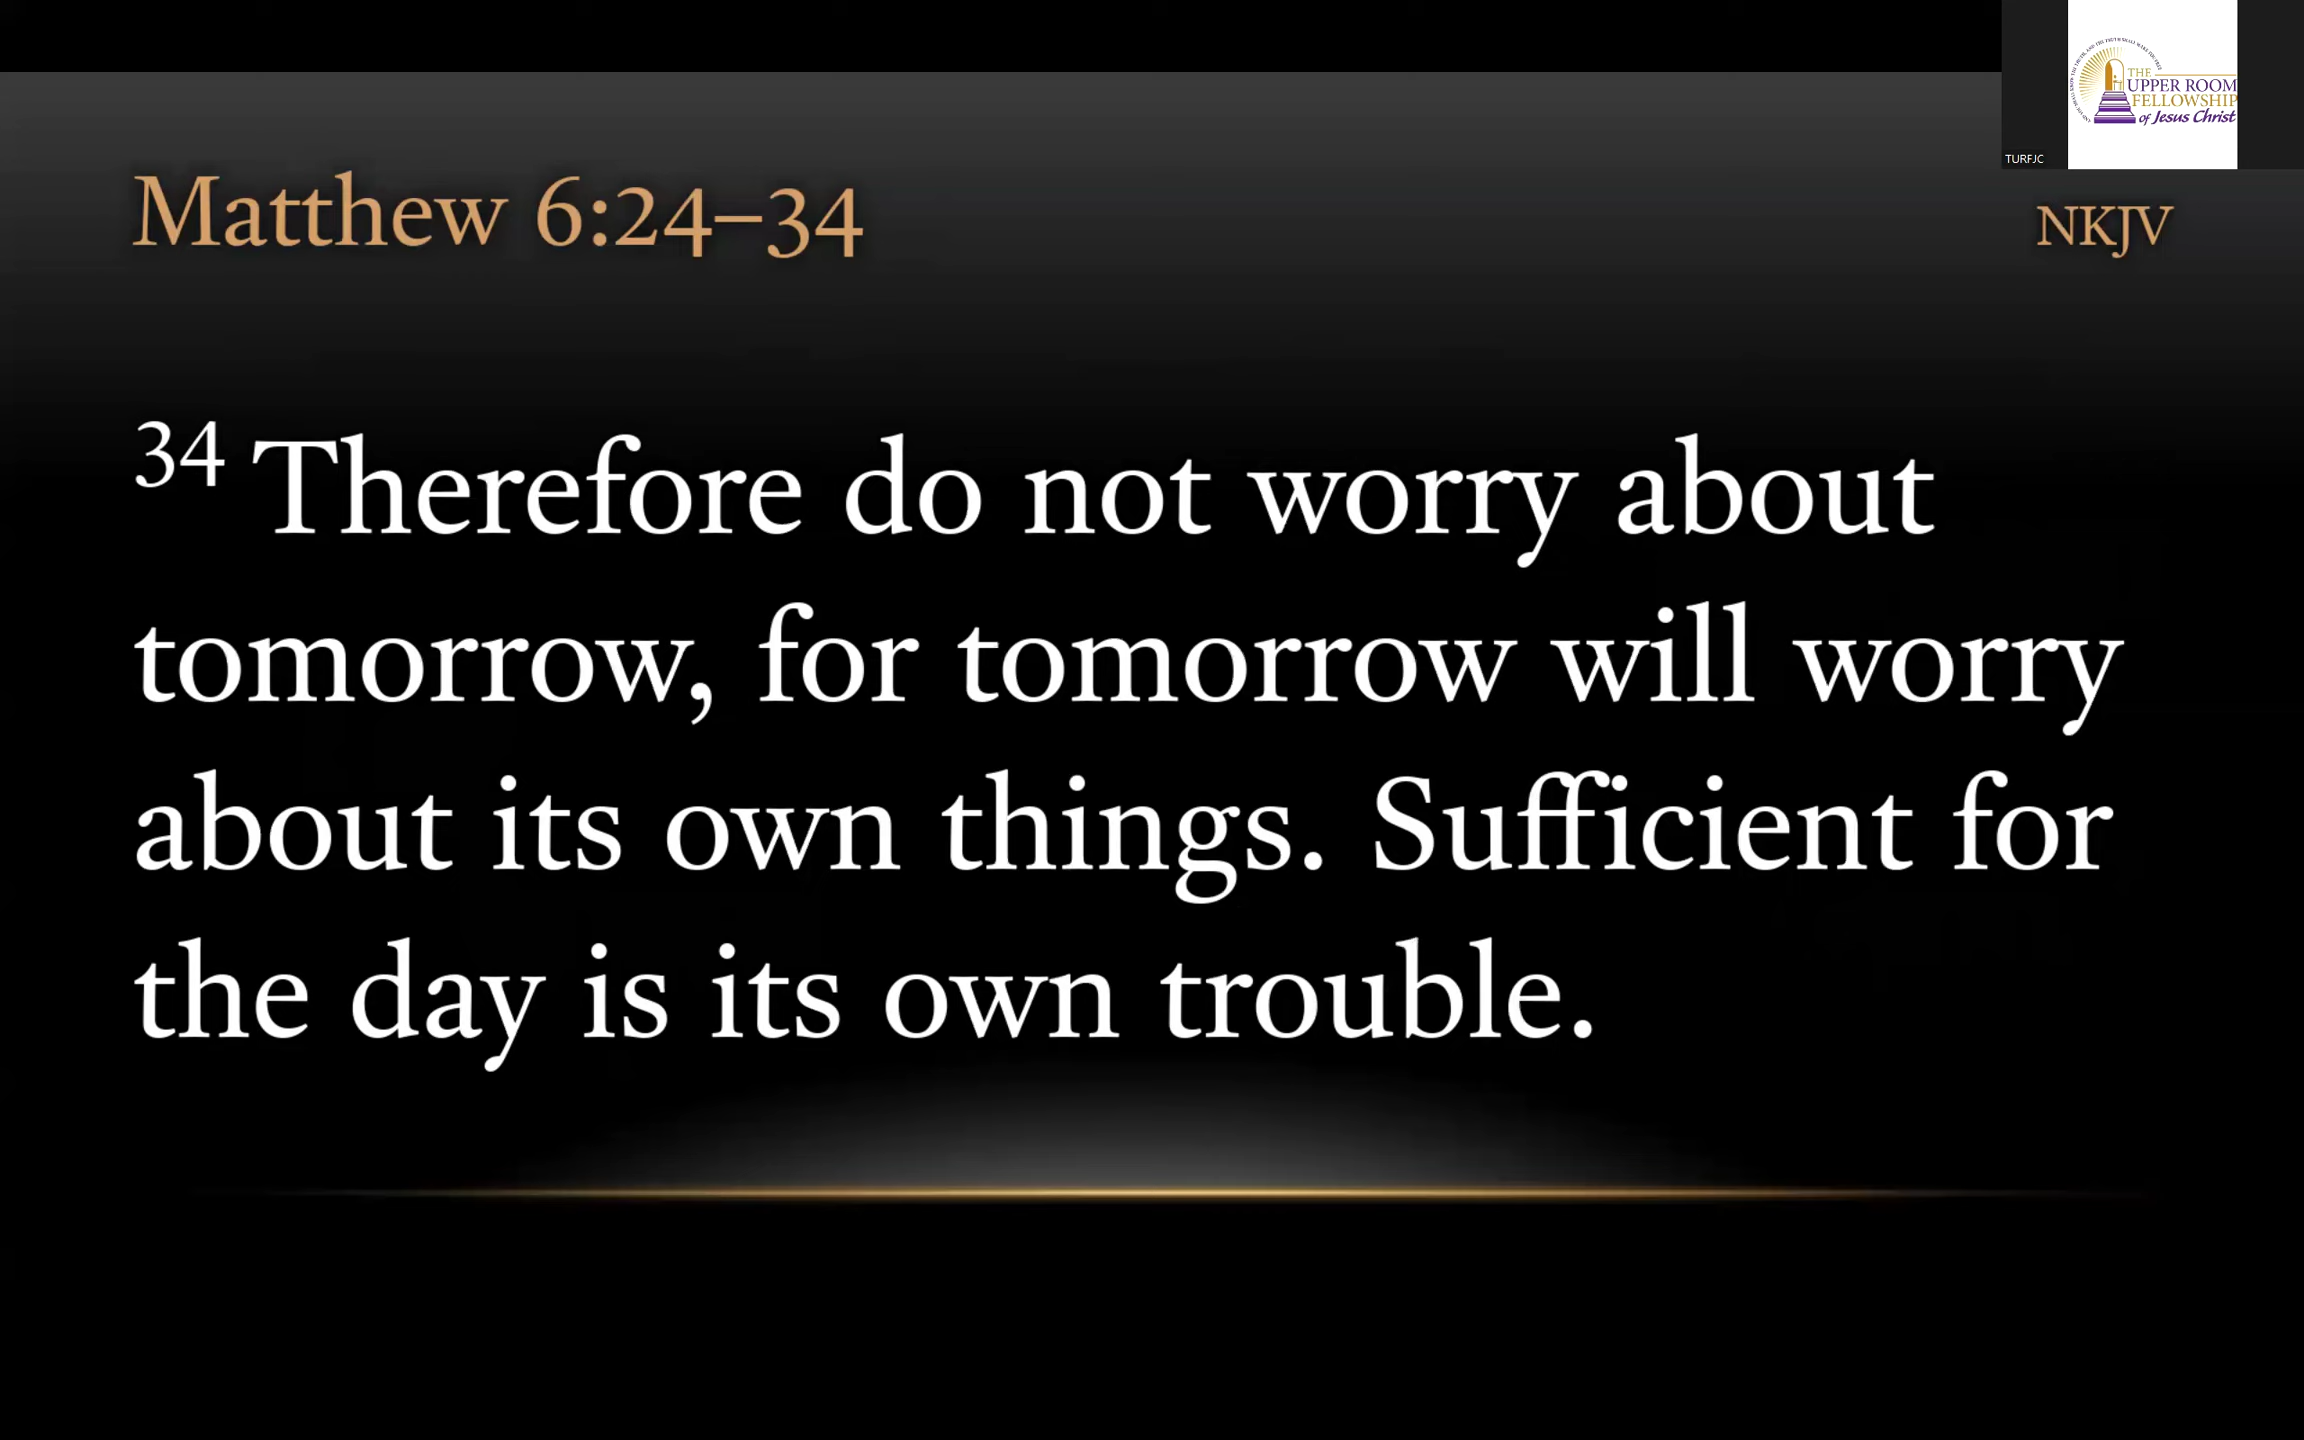 THE
UPPER ROOM
FELLOWSHIP
of Jesus Christ
TURFJC
Matthew 6:24–34
NKJV
34 Therefore do not worry about
tomorrow, for tomorrow will worry
about its own things. Sufficient for
the day is its own trouble.